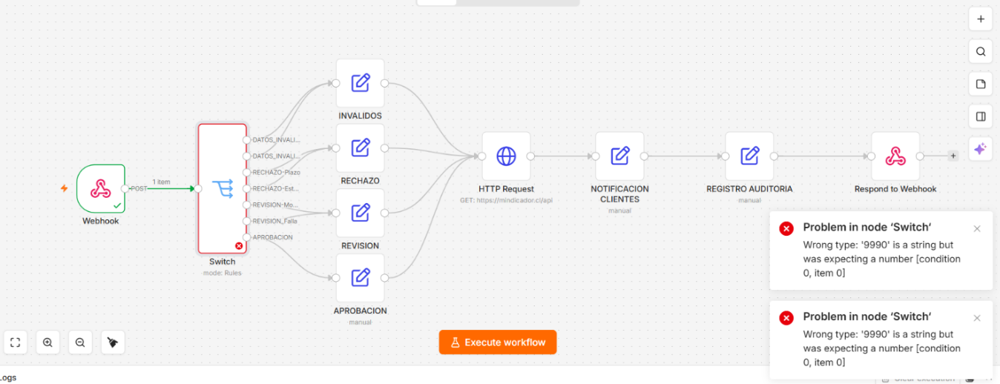 INVALIDOS
DATOS_INVALI...
DATOS_INVALI...
RECHAZO-Plazo
RECHAZO-Est...
REVISION-Mo...
REVISION_Falla
APROBACION
POST
1 item
Webhook
Switch
mode: Rules
RECHAZO
REVISION
APROBACION
manual
HTTP Request
GET: https://mindicador.cl/api
NOTIFICACION
CLIENTES
manual
REGISTRO AUDITORIA
manual
Respond to Webhook
Problem in node ‘Switch‘
Wrong type: '9990' is a string but
was expecting a number [condition
0, item 0]
Problem in node ‘Switch‘
Wrong type: '9990' is a string but
was expecting a number [condition
0, item 0]
Execute workflow
Logs
Clear execution